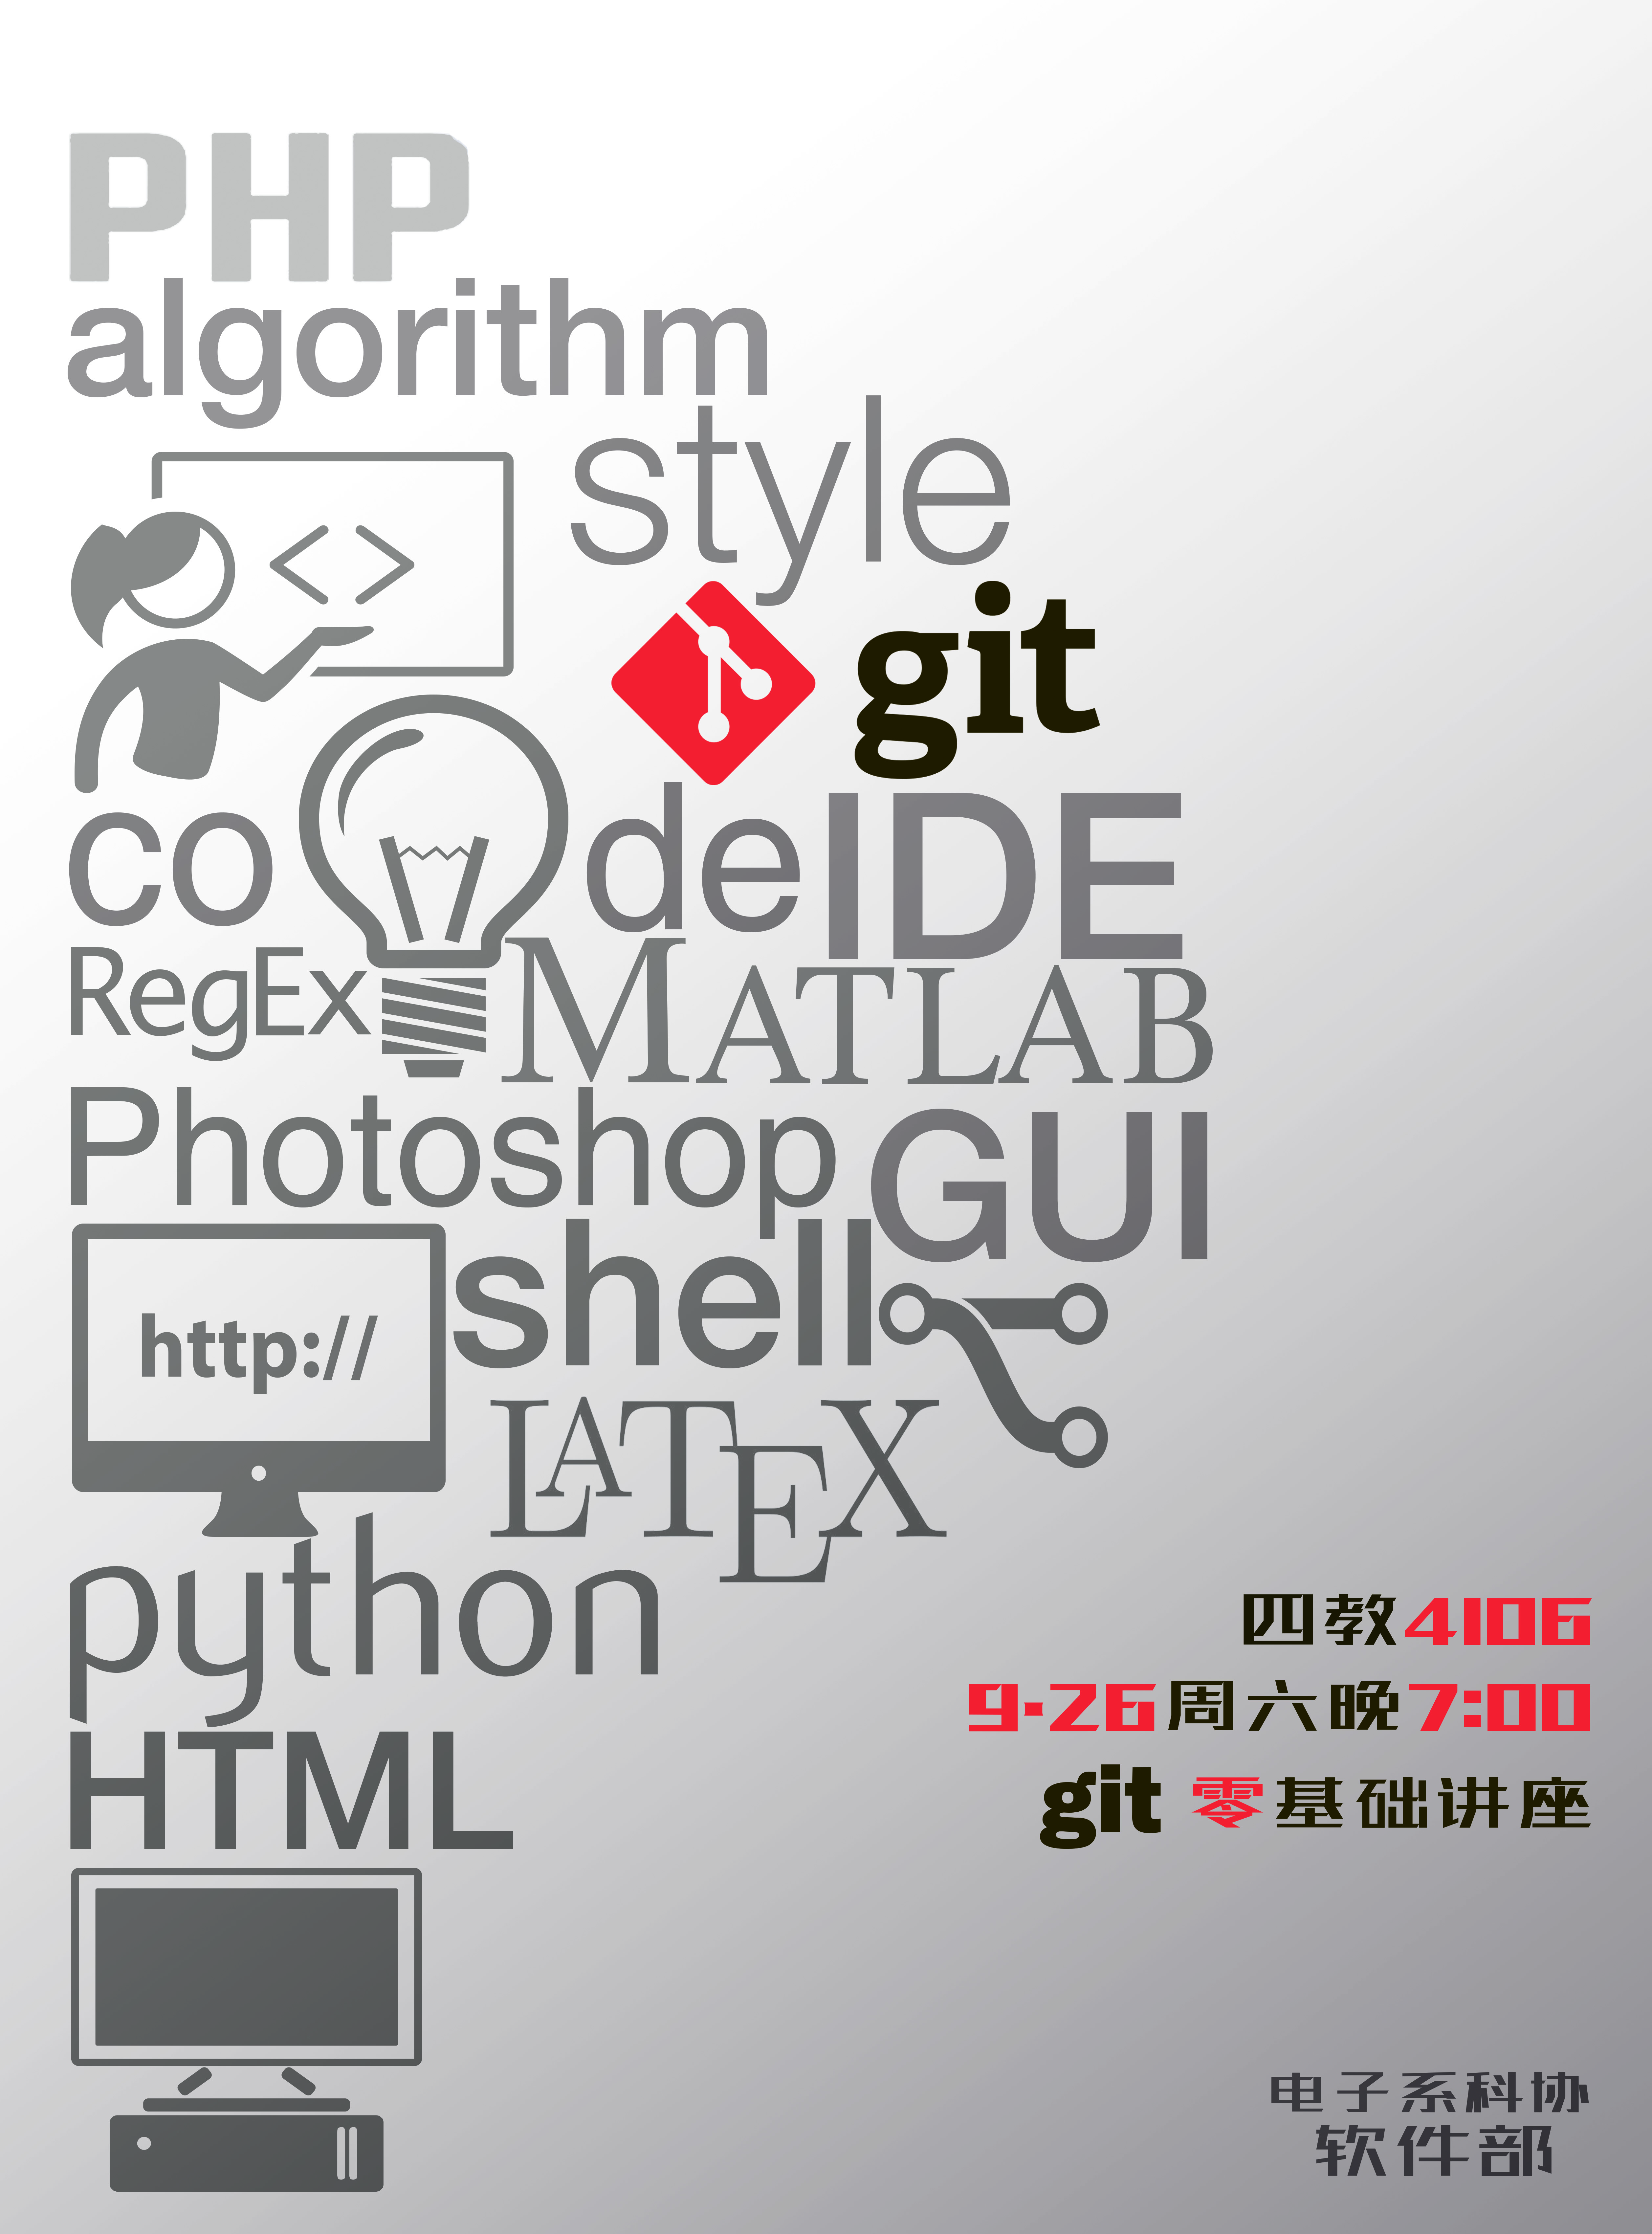 PHP
algorithm
style
< >
git
code
IDE
RegEx
MATLAB
Photoshop
GUI
http://
shell
LATEX
python
四教4106
9·26周六晚7:00
HTML
git 零基础讲座
电子系科协
软件部